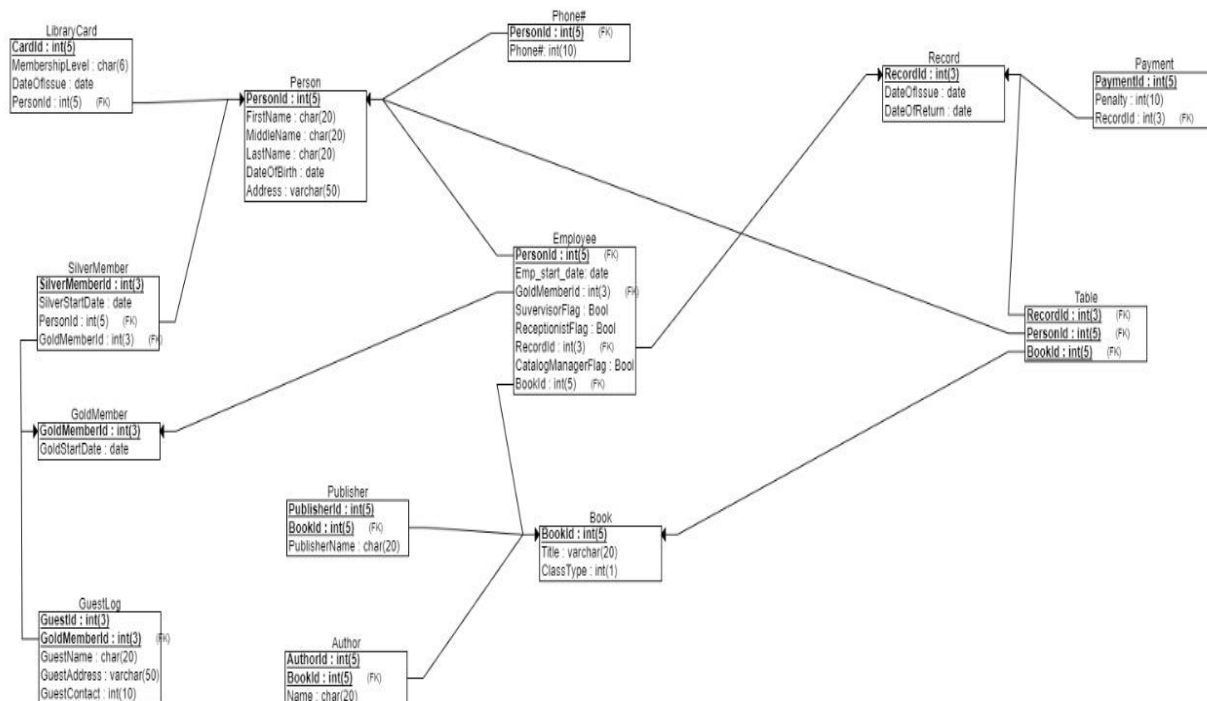 LibraryCard
CardId : int(5)
MembershipLevel : char(6)
DateOfIssue : date
PersonId : int(5) (FK)
Person
PersonId : int(5)
FirstName : char(20)
MiddleName : char(20)
LastName : char(20)
DateOfBirth : date
Address : varchar(50)
Phone#
PersonId : int(5) (FK)
Phone#: int(10)
Record
RecordId : int(3)
DateOfIssue : date
DateOfReturn : date
Payment
PaymentId : int(5)
Penalty : int(10)
RecordId : int(3) (FK)
SilverMember
SilverMemberId : int(3)
SilverStartDate : date
PersonId : int(5) (FK)
GoldMemberId : int(3) (FK)
Employee
PersonId : int(5) (FK)
Emp_start_date: date
GoldMemberId : int(3) (FK)
SuvervisorFlag : Bool
ReceptionistFlag : Bool
RecordId : int(3) (FK)
CatalogManagerFlag : Bool
BookId : int(5) (FK)
Table
RecordId : int(3) (FK)
PersonId : int(5) (FK)
BookId : int(5) (FK)
GoldMember
GoldMemberId : int(3)
GoldStartDate : date
Publisher
PublisherId : int(5)
BookId : int(5) (FK)
PublisherName : char(20)
Book
BookId : int(5)
Title : varchar(20)
ClassType : int(1)
GuestLog
GuestId : int(3)
GoldMemberId : int(3) (FK)
GuestName : char(20)
GuestAddress : varchar(50)
GuestContact : int(10)
Author
AuthorId : int(5)
BookId : int(5) (FK)
Name : char(20)